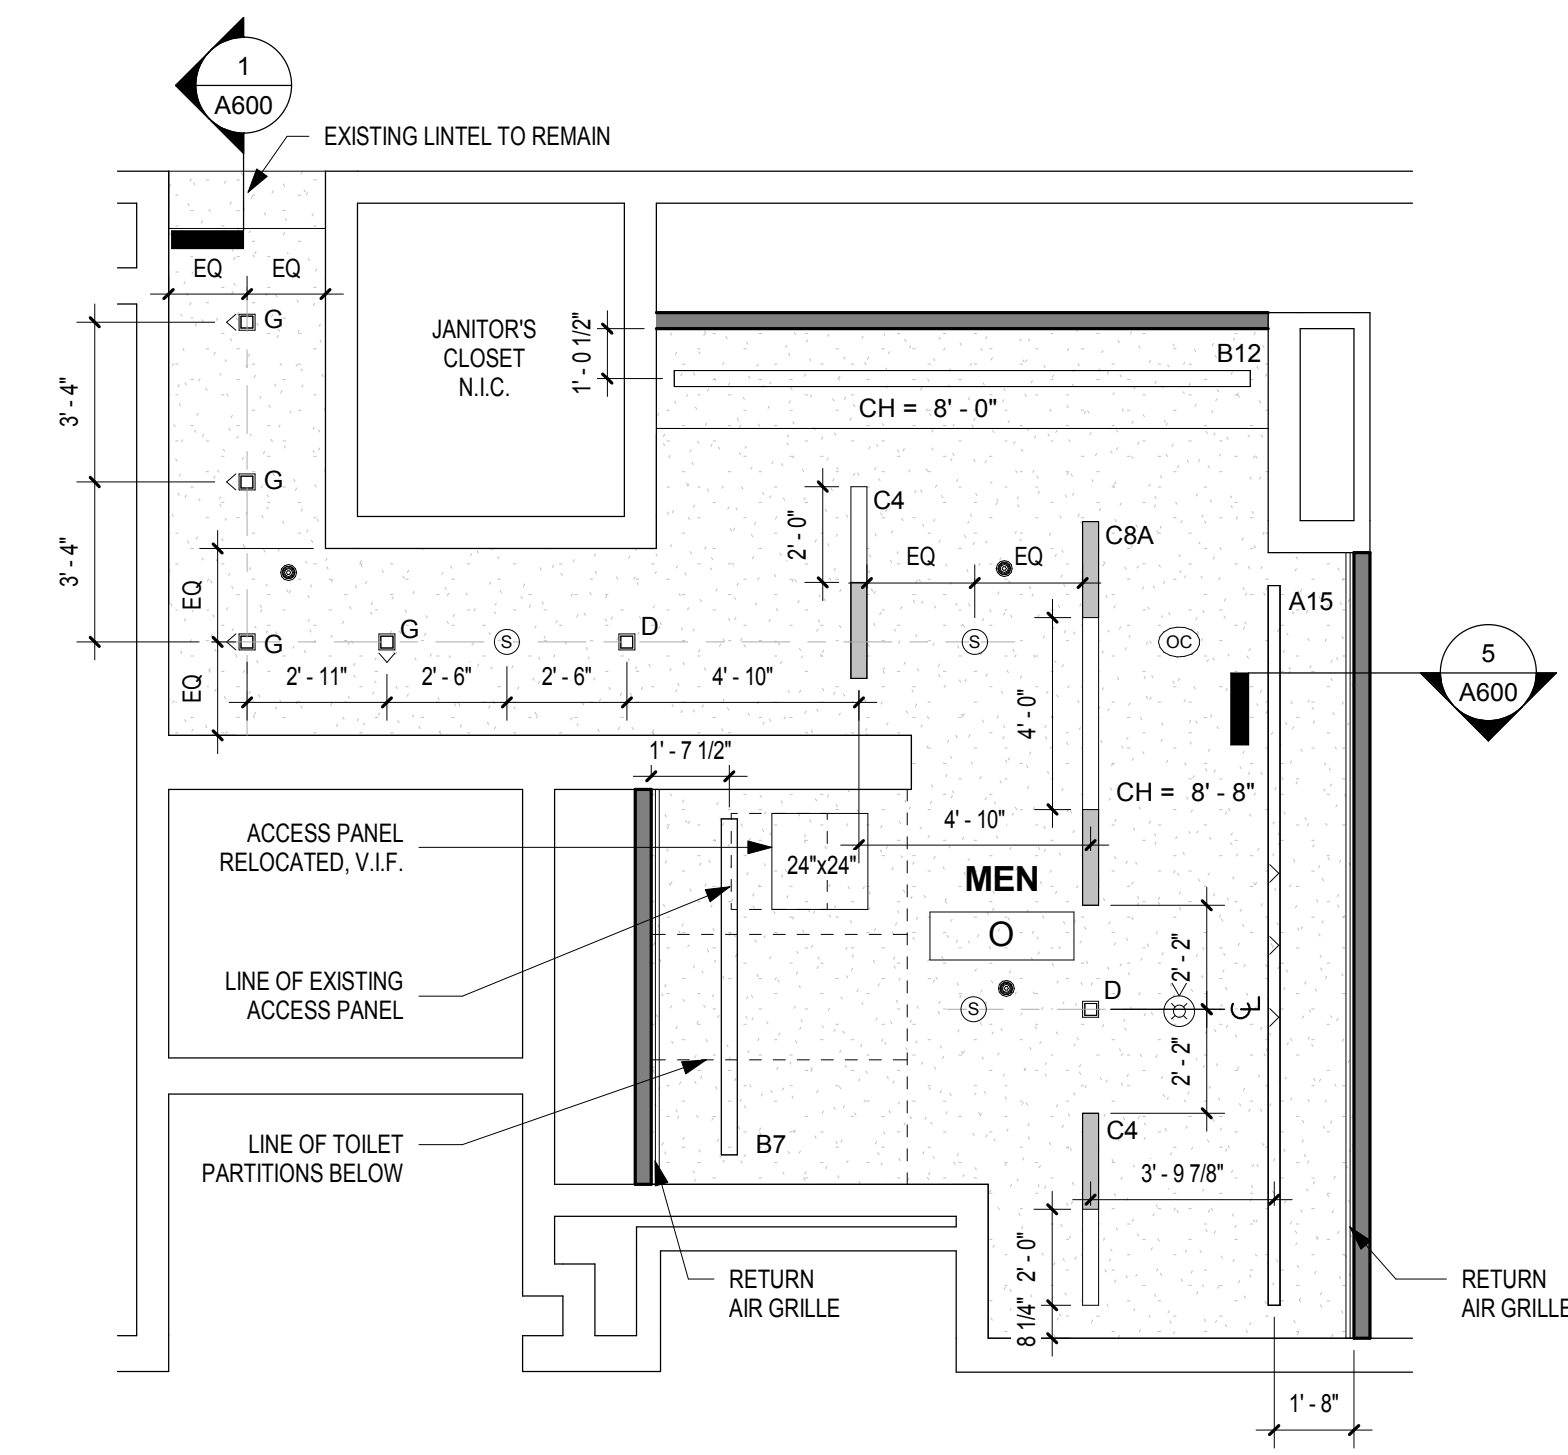 1
A600
EXISTING LINTEL TO REMAIN
EQ
EQ
G
3' - 4"
JANITOR'S
CLOSET
N.I.C.
1' - 0 1/2"
B12
CH = 8' - 0"
G
3' - 4"
C4
2' - 0"
C8A
EQ
EQ
EQ
A15
G
G
S
D
S
OC
5
A600
EQ
2' - 11"
2' - 6"
2' - 6"
4' - 10"
4' - 0"
1' - 7 1/2"
CH = 8' - 8"
ACCESS PANEL
RELOCATED, V.I.F.
24"x24"
4' - 10"
MEN
O
LINE OF EXISTING
ACCESS PANEL
2' - 2"
S
D
CL
2' - 2"
LINE OF TOILET
PARTITIONS BELOW
B7
C4
3' - 9 7/8"
2' - 0"
8 1/4"
RETURN
AIR GRILLE
RETURN
AIR GRILLE
1' - 8"